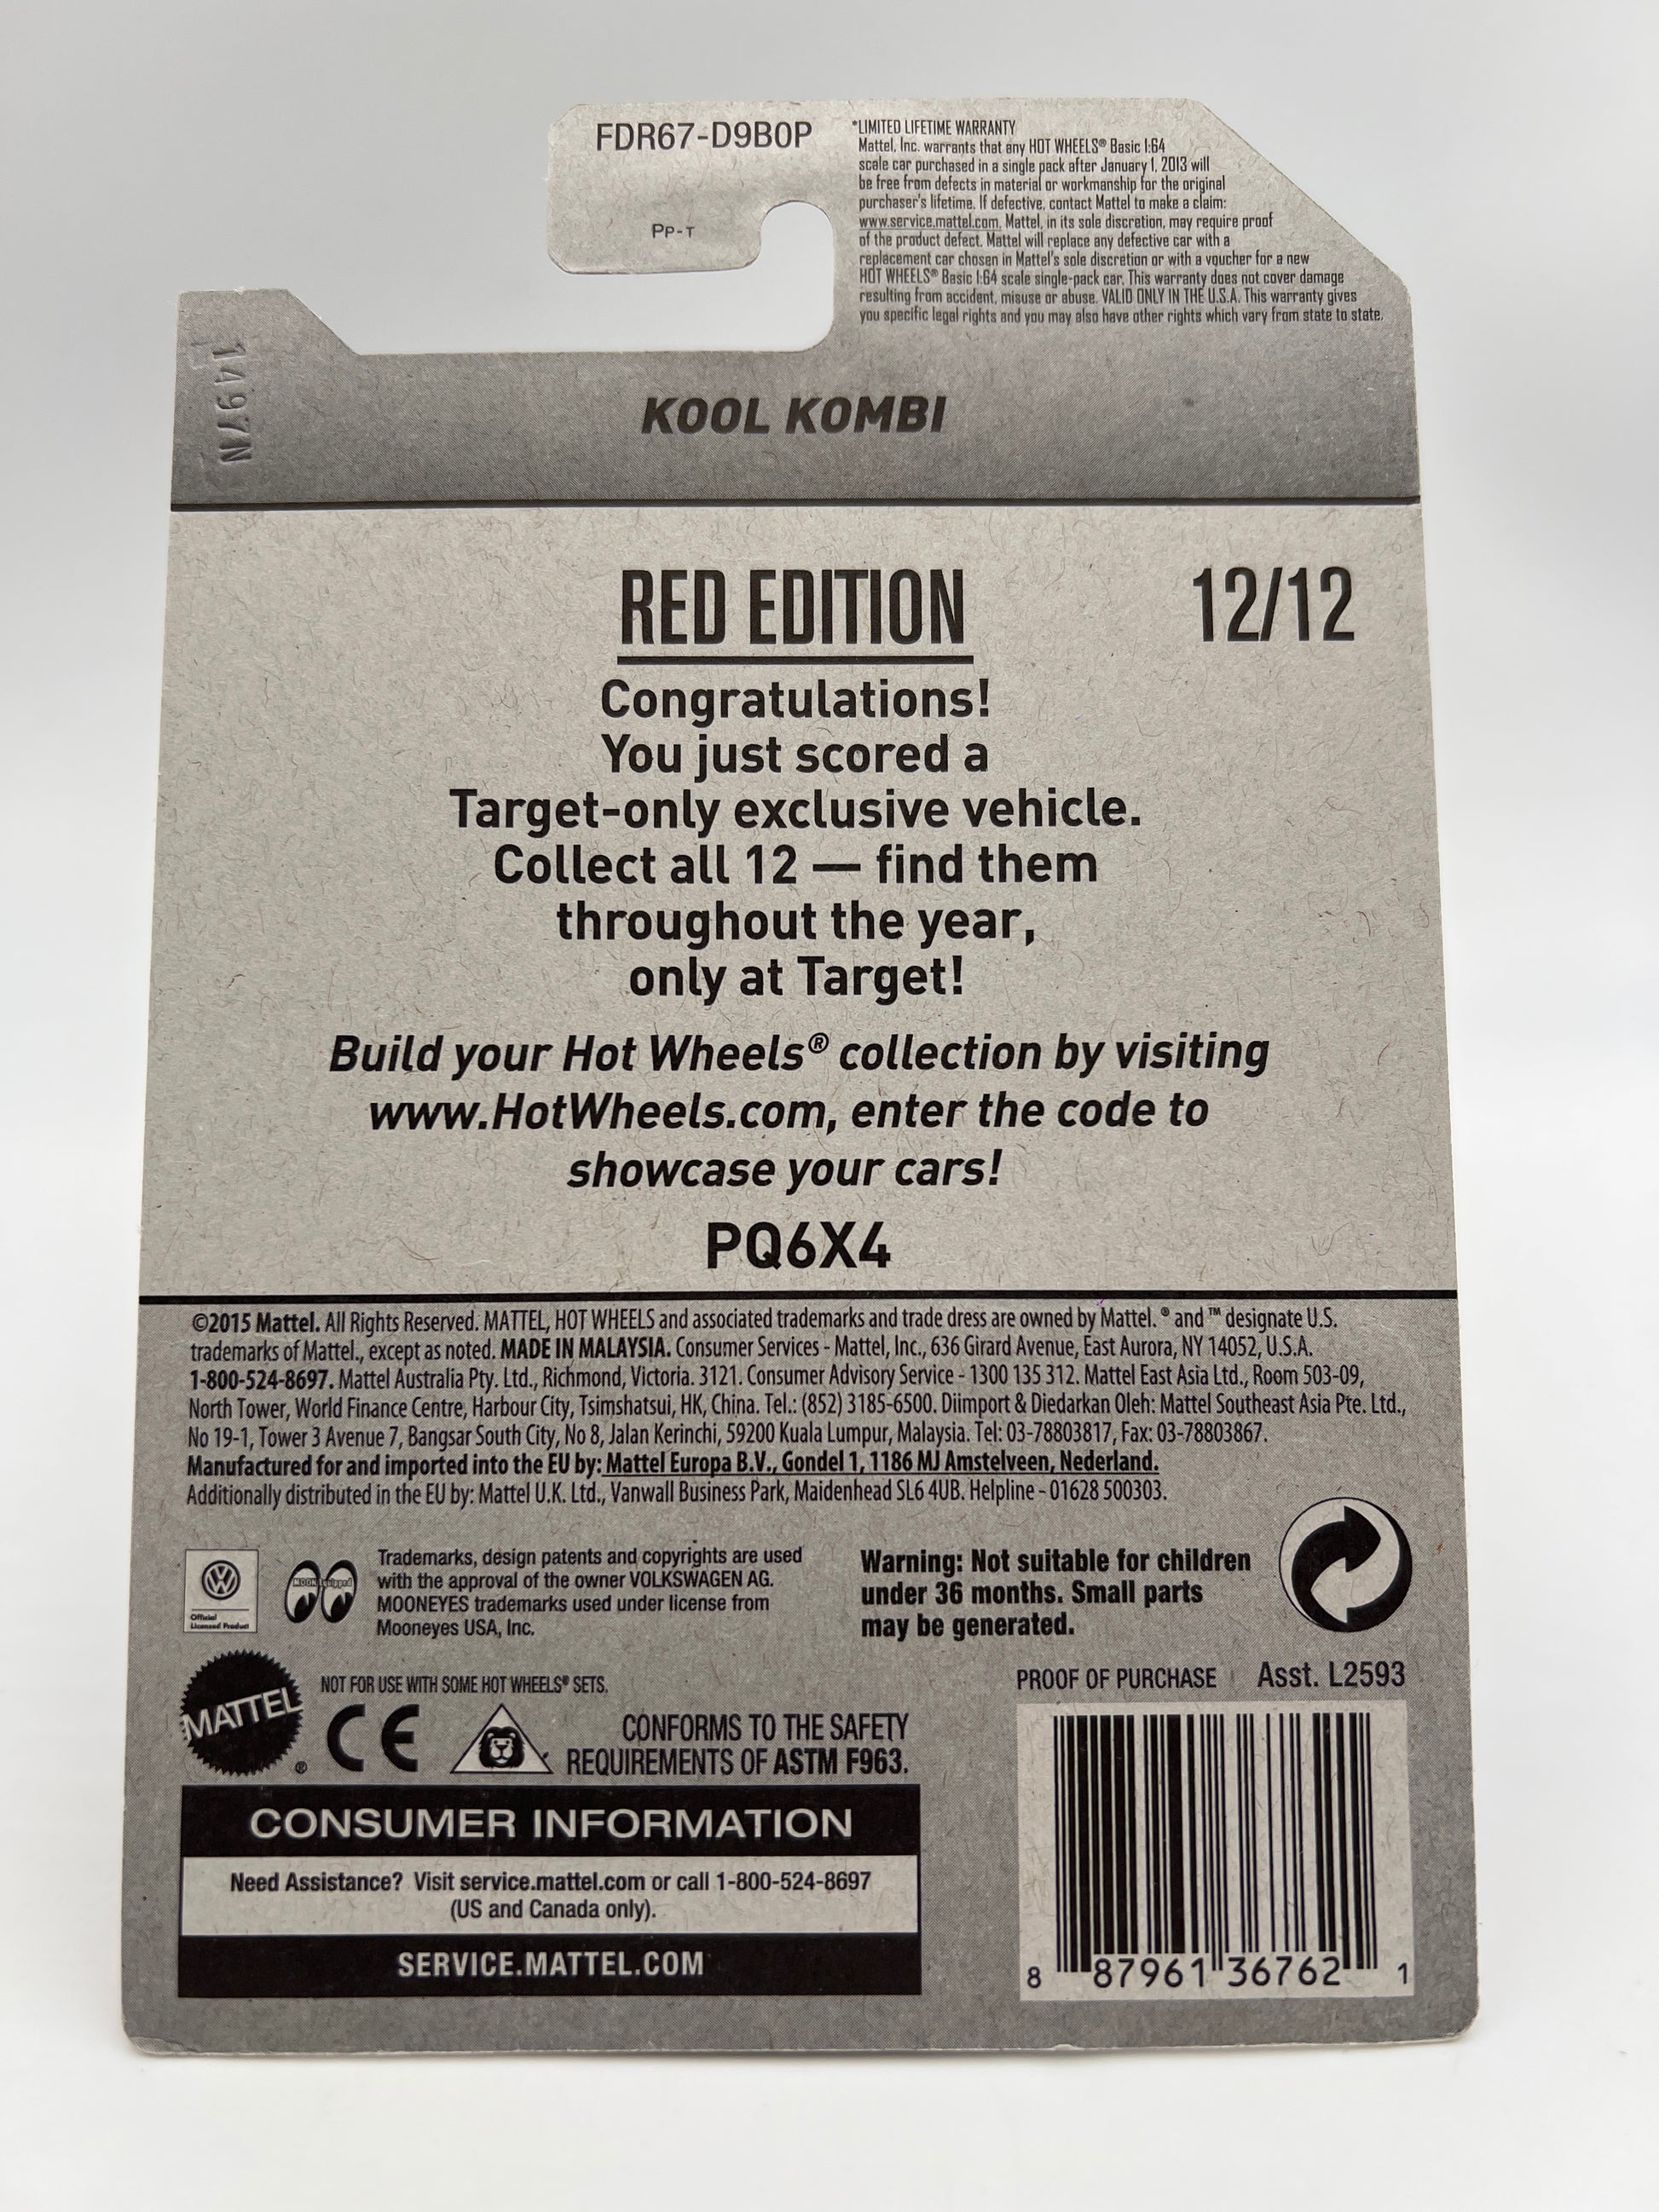 FDR67-D9B0P
Pp-T
*LIMITED LIFETIME WARRANTY
Mattel, Inc. warrants that any HOT WHEELS® Basic 1:64
scale car purchased in a single pack after January 1, 2013 will
be free from defects in material or workmanship for the original
purchaser's lifetime. If defective, contact Mattel to make a claim:
www.service.mattel.com. Mattel, in its sole discretion, may require proof
of the product defect. Mattel will replace any defective car with a
replacement car chosen in Mattel's sole discretion or with a voucher for a new
HOT WHEELS® Basic 1:64 scale single-pack car. This warranty does not cover damage
resulting from accident, misuse or abuse. VALID ONLY IN THE U.S.A. This warranty gives
you specific legal rights and you may also have other rights which vary from state to state.
1497N
KOOL KOMBI
RED EDITION
12/12
Congratulations!
You just scored a
Target-only exclusive vehicle.
Collect all 12 — find them
throughout the year,
only at Target!
Build your Hot Wheels® collection by visiting
www.HotWheels.com, enter the code to
showcase your cars!
PQ6X4
©2015 Mattel. All Rights Reserved. MATTEL, HOT WHEELS and associated trademarks and trade dress are owned by Mattel. ® and ™ designate U.S.
trademarks of Mattel., except as noted. MADE IN MALAYSIA. Consumer Services - Mattel, Inc., 636 Girard Avenue, East Aurora, NY 14052, U.S.A.
1-800-524-8697. Mattel Australia Pty. Ltd., Richmond, Victoria. 3121. Consumer Advisory Service - 1300 135 312. Mattel East Asia Ltd., Room 503-09,
North Tower, World Finance Centre, Harbour City, Tsimshatsui, HK, China. Tel.: (852) 3185-6500. Diimport & Diedarkan Oleh: Mattel Southeast Asia Pte. Ltd.,
No 19-1, Tower 3 Avenue 7, Bangsar South City, No 8, Jalan Kerinchi, 59200 Kuala Lumpur, Malaysia. Tel: 03-78803817, Fax: 03-78803867.
Manufactured for and imported into the EU by: Mattel Europa B.V., Gondel 1, 1186 MJ Amstelveen, Nederland.
Additionally distributed in the EU by: Mattel U.K. Ltd., Vanwall Business Park, Maidenhead SL6 4UB. Helpline - 01628 500303.
Official
Licensed Product
MOON Equipped
Trademarks, design patents and copyrights are used
with the approval of the owner VOLKSWAGEN AG.
MOONEYES trademarks used under license from
Mooneyes USA, Inc.
Warning: Not suitable for children
under 36 months. Small parts
may be generated.
MATTEL®
NOT FOR USE WITH SOME HOT WHEELS® SETS.
CE
CONFORMS TO THE SAFETY
REQUIREMENTS OF ASTM F963.
PROOF OF PURCHASE Asst. L2593
CONSUMER INFORMATION
Need Assistance? Visit service.mattel.com or call 1-800-524-8697
(US and Canada only).
SERVICE.MATTEL.COM
8 87961 36762 1